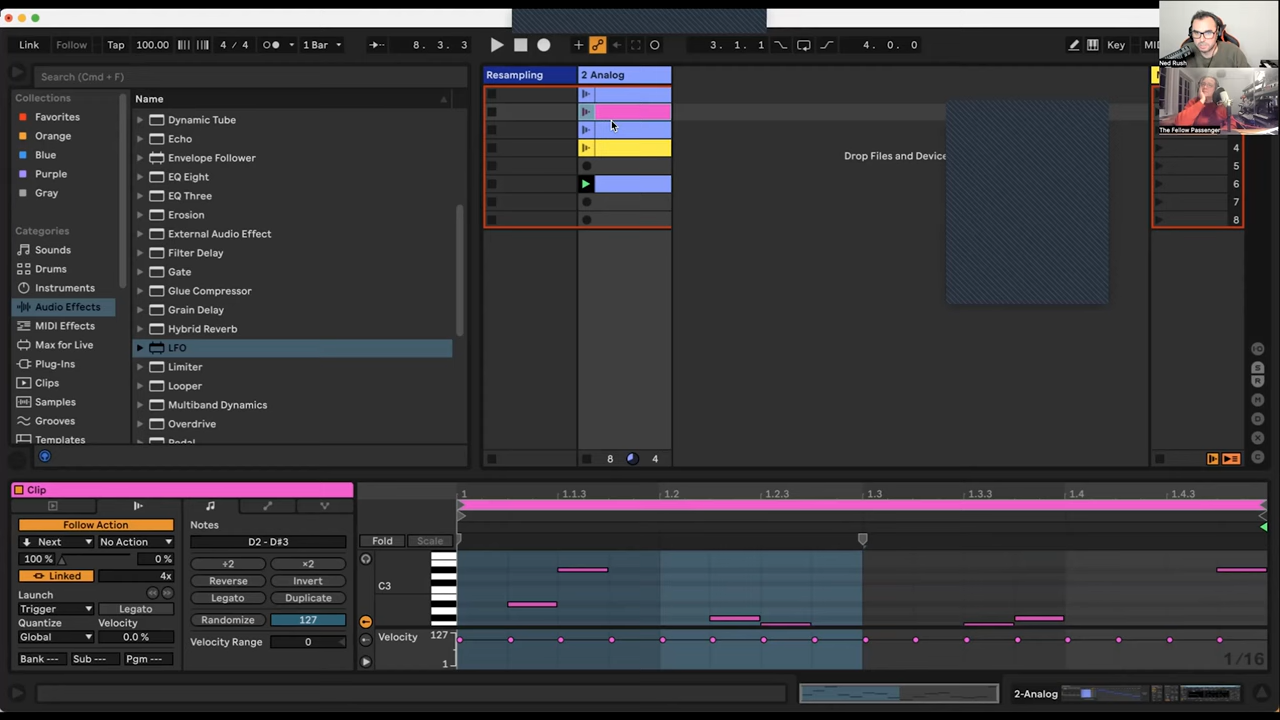 Link Follow Tap 100.00 4 / 4 1 Bar 8. 3. 3 3. 1. 1 4. 0. 0 Key MIDI
Ned Rush
The Fellow Passenger
Search (Cmd + F)
Collections
Favorites
Orange
Blue
Purple
Gray
Categories
Sounds
Drums
Instruments
Audio Effects
MIDI Effects
Max for Live
Plug-Ins
Clips
Samples
Grooves
Templates
Name
Dynamic Tube
Echo
Envelope Follower
EQ Eight
EQ Three
Erosion
External Audio Effect
Filter Delay
Gate
Glue Compressor
Grain Delay
Hybrid Reverb
LFO
Limiter
Looper
Multiband Dynamics
Overdrive
Pedal
Resampling
2 Analog
8 4
Drop Files and Device
4
5
6
7
8
Clip
Follow Action
Next No Action
100 % 0 %
Linked 4x
Launch
Trigger Legato
Quantize Velocity
Global 0.0 %
Bank --- Sub --- Pgm ---
Notes
D2 - D#3
÷2 ×2
Reverse Invert
Legato Duplicate
Randomize 127
Velocity Range 0
1 1.1.3 1.2 1.2.3 1.3 1.3.3 1.4 1.4.3
Fold Scale
C3
Velocity 127
1
1/16
2-Analog